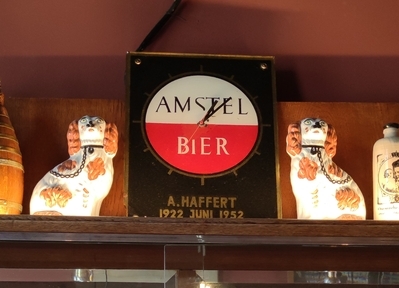 AMSTEL
BIER
A.HAFFERT
1922 JUNI 1952